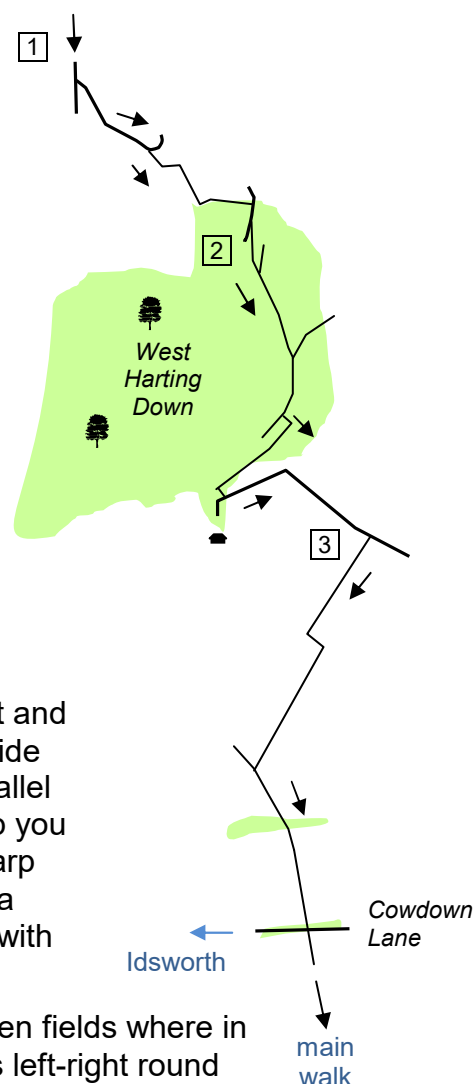 1
2
West
Harting
Down
3
t and
ide
allel
o you
arp
a
with
Cowdown
Lane
Idsworth
en fields where in
s left-right round
main
walk